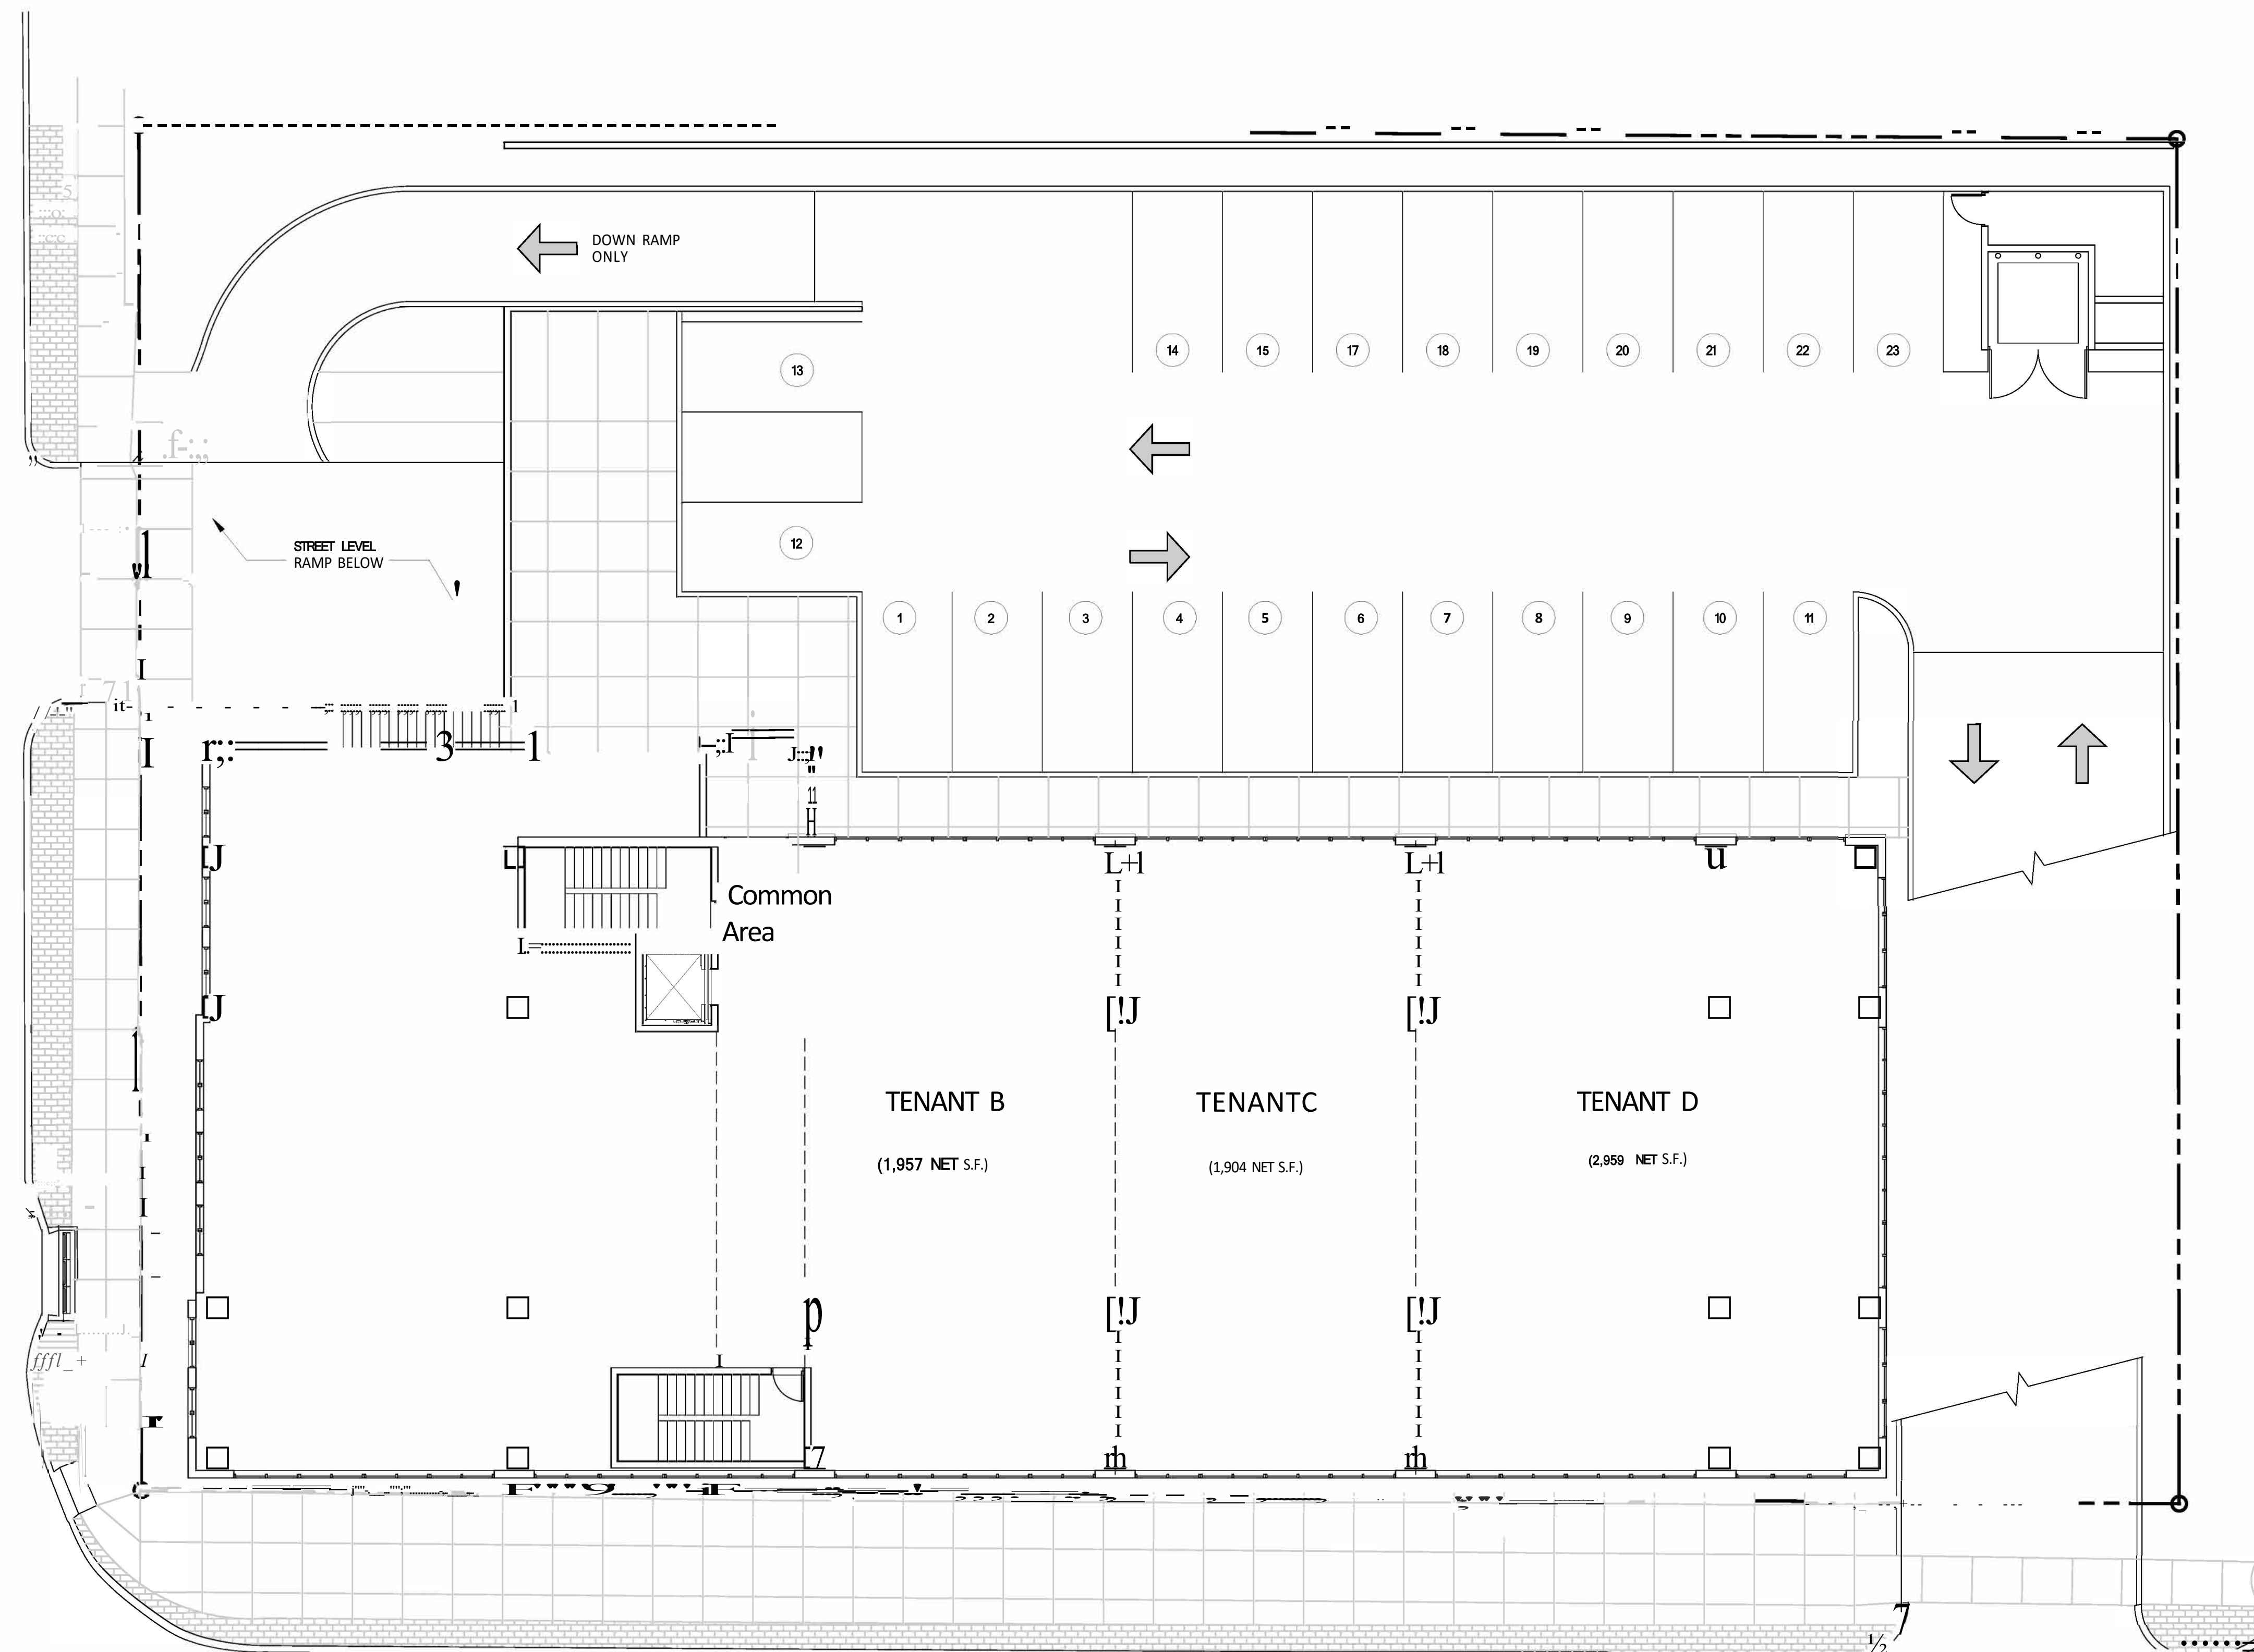 DOWN RAMP
ONLY
14
15
17
18
19
20
21
22
23
13
12
STREET LEVEL
RAMP BELOW
1
2
3
4
5
6
7
8
9
10
11
Common
Area
TENANT B
TENANTC
TENANT D
(1,957 NET S.F.)
(1,904 NET S.F.)
(2,959 NET S.F.)